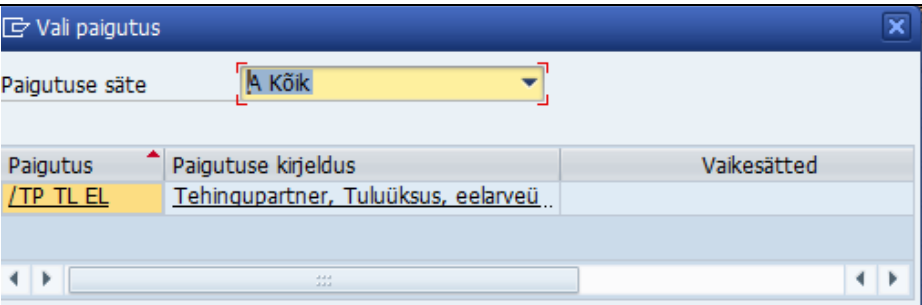 Vali paigutus
Paigutuse säte A Kõik
Paigutus Paigutuse kirjeldus Vaikesätted
/TP TL EL Tehingupartner, Tuluüksus, eelarveü..